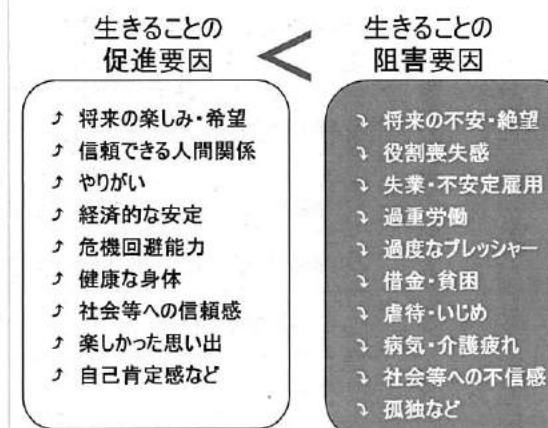 生きることの
促進要因
<
生きることの
阻害要因
⤴ 将来の楽しみ・希望
⤴ 信頼できる人間関係
⤴ やりがい
⤴ 経済的な安定
⤴ 危機回避能力
⤴ 健康な身体
⤴ 社会等への信頼感
⤴ 楽しかった思い出
⤴ 自己肯定感など
⤵ 将来の不安・絶望
⤵ 役割喪失感
⤵ 失業・不安定雇用
⤵ 過重労働
⤵ 過度なプレッシャー
⤵ 借金・貧困
⤵ 虐待・いじめ
⤵ 病気・介護疲れ
⤵ 社会等への不信感
⤵ 孤独など